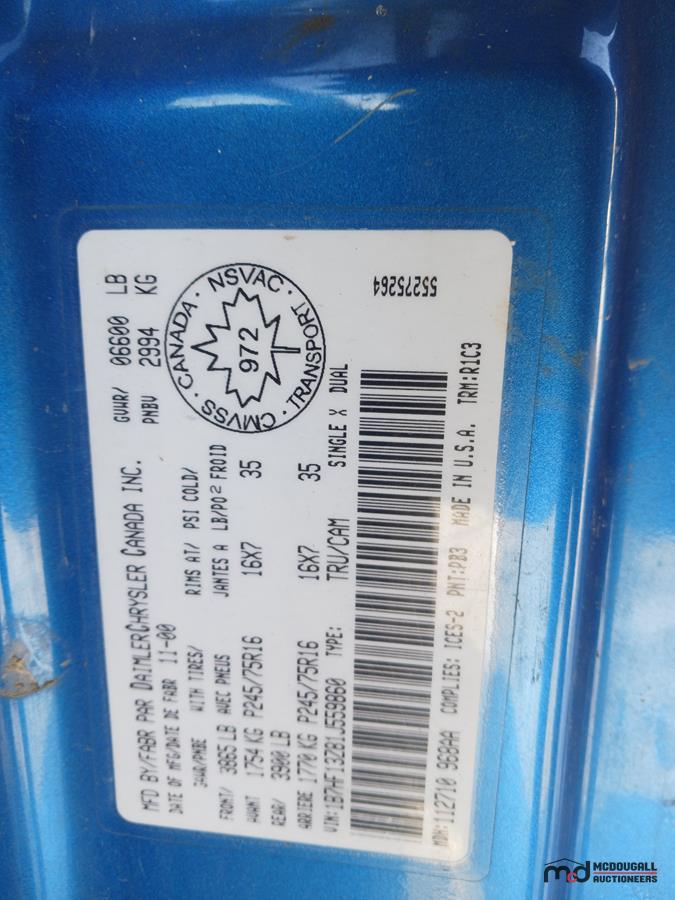 MFD BY/FABR PAR DAIMLERCHRYSLER CANADA INC.
DATE OF MFG/DATE DE FABR 11-00
GVWR/ 06600 LB
PNBV 2994 KG
GAWR/PNBE WITH TIRES/ RIMS AT/ PSI COLD/
AVEC PNEUS JANTES A LB/PO2 FROID
FRONT/ 3865 LB
AVANT 1754 KG P245/75R16 16X7 35
REAR/ 3900 LB
ARRIERE 1770 KG P245/75R16 16X7 35
TYPE: TRU/CAM SINGLE X DUAL
VIN:1B7HF13Z81J559860
CANADA · NSVAC · TRANSPORT · CMVSS ·
972
55275264
MDH:112710 968AA COMPLIES: ICES-2 PNT:PB3 MADE IN U.S.A. TRM:R1C3
mcd MCDOUGALL
AUCTIONEERS